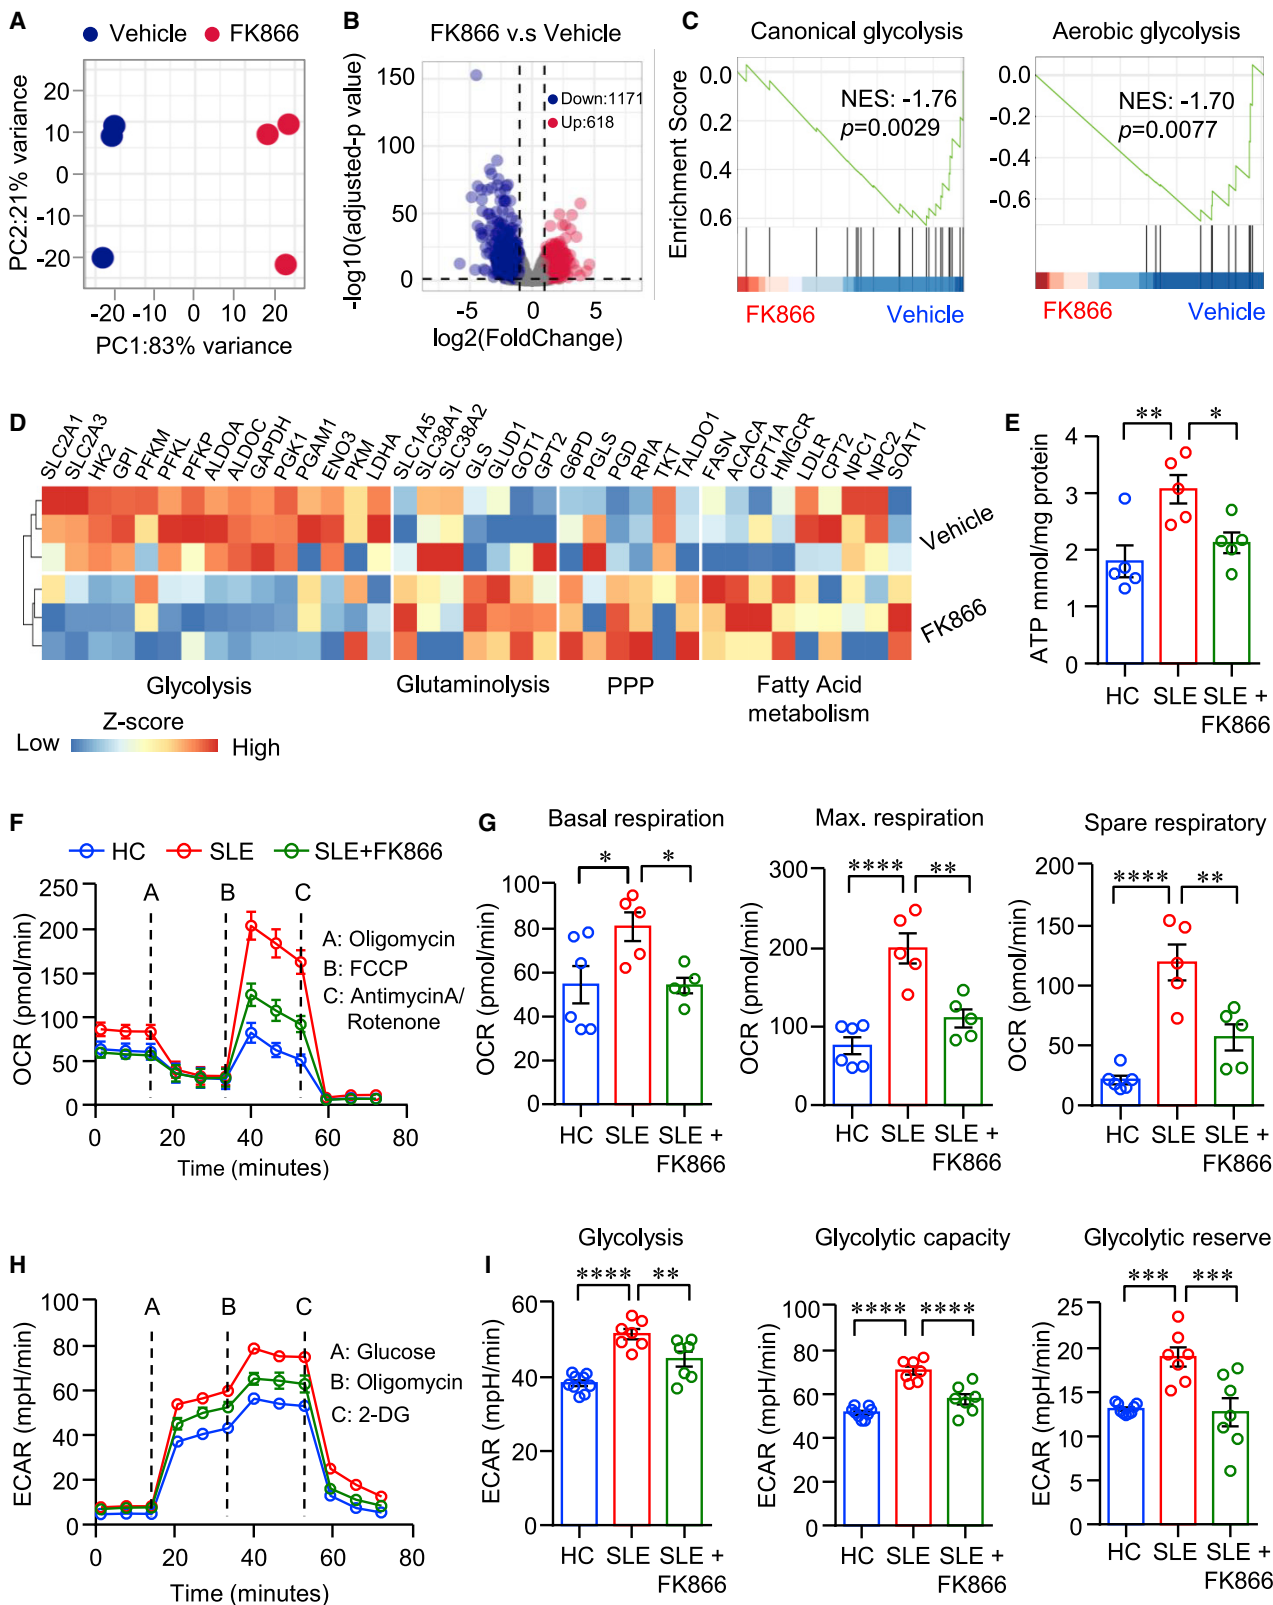 A
Vehicle
FK866
PC2:21% variance
20
10
0
-10
-20
-20
-10
0
10
20
PC1:83% variance
B
FK866 v.s Vehicle
-log10(adjusted-p value)
150
100
50
0
Down:1171
Up:618
-5
0
5
log2(FoldChange)
C
Canonical glycolysis
Enrichment Score
0.0
0.2
0.4
0.6
NES: -1.76
p=0.0029
FK866
Vehicle
Aerobic glycolysis
0.0
-0.2
-0.4
-0.6
NES: -1.70
p=0.0077
FK866
Vehicle
D
SLC2A1
SLC2A3
HK2
GPI
PFKM
PFKL
PFKP
ALDOA
ALDOC
GAPDH
PGK1
PGAM1
ENO3
PKM
LDHA
SLC1A5
SLC38A1
SLC38A2
GLS
GLUD1
GOT1
GPT2
G6PD
PGLS
PGD
RPIA
TKT
TALDO1
FASN
ACACA
CPT1A
HMGCR
LDLR
CPT2
NPC1
NPC2
SOAT1
Vehicle
FK866
Glycolysis
Glutaminolysis
PPP
Fatty Acid
metabolism
Z-score
Low
High
E
ATP mmol/mg protein
4
3
2
1
0
**
*
HC
SLE
SLE +
FK866
F
HC
SLE
SLE+FK866
OCR (pmol/min)
250
200
150
100
50
0
A
B
C
A: Oligomycin
B: FCCP
C: AntimycinA/
Rotenone
0
20
40
60
80
Time (minutes)
G
Basal respiration
OCR (pmol/min)
100
80
60
40
20
0
*
*
HC
SLE
SLE +
FK866
Max. respiration
OCR (pmol/min)
300
200
100
0
****
**
HC
SLE
SLE +
FK866
Spare respiratory
OCR (pmol/min)
200
150
100
50
0
****
**
HC
SLE
SLE +
FK866
H
ECAR (mpH/min)
100
80
60
40
20
0
A
B
C
A: Glucose
B: Oligomycin
C: 2-DG
0
20
40
60
80
Time (minutes)
I
Glycolysis
ECAR (mpH/min)
60
40
20
0
****
**
HC
SLE
SLE +
FK866
Glycolytic capacity
ECAR (mpH/min)
100
80
60
40
20
0
****
****
HC
SLE
SLE +
FK866
Glycolytic reserve
ECAR (mpH/min)
25
20
15
10
5
0
***
***
HC
SLE
SLE +
FK866